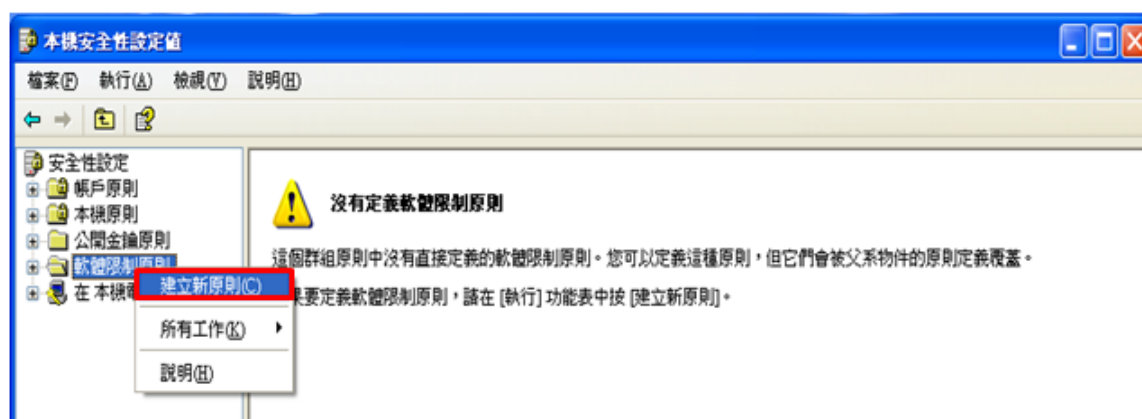 本機安全性設定值
檔案(F) 執行(A) 檢視(V) 說明(H)
安全性設定
帳戶原則
本機原則
公開金鑰原則
軟體限制原則
在 本機
建立新原則(C)
所有工作(K)
說明(H)
沒有定義軟體限制原則
這個群組原則中沒有直接定義的軟體限制原則。您可以定義這種原則，但它們會被父系物件的原則定義覆蓋。
要定義軟體限制原則，請在 [執行] 功能表中按 [建立新原則]。